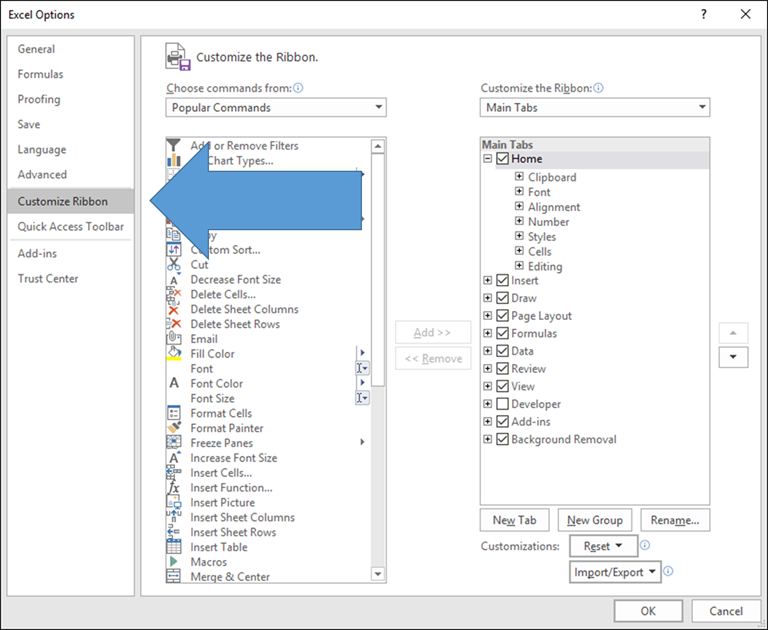 Excel Options
?
General
Formulas
Proofing
Save
Language
Advanced
Customize Ribbon
Quick Access Toolbar
Add-ins
Trust Center
Customize the Ribbon.
Choose commands from:
Popular Commands
Add or Remove Filters
Chart Types...
Custom Sort...
Cut
Decrease Font Size
Delete Cells...
Delete Sheet Columns
Delete Sheet Rows
Email
Fill Color
Font
Font Color
Font Size
Format Cells
Format Painter
Freeze Panes
Increase Font Size
Insert Cells...
Insert Function...
Insert Picture
Insert Sheet Columns
Insert Sheet Rows
Insert Table
Macros
Merge & Center
Add >>
<< Remove
Customize the Ribbon:
Main Tabs
Main Tabs
Home
Clipboard
Font
Alignment
Number
Styles
Cells
Editing
Insert
Draw
Page Layout
Formulas
Data
Review
View
Developer
Add-ins
Background Removal
New Tab New Group Rename...
Customizations: Reset
Import/Export
OK Cancel